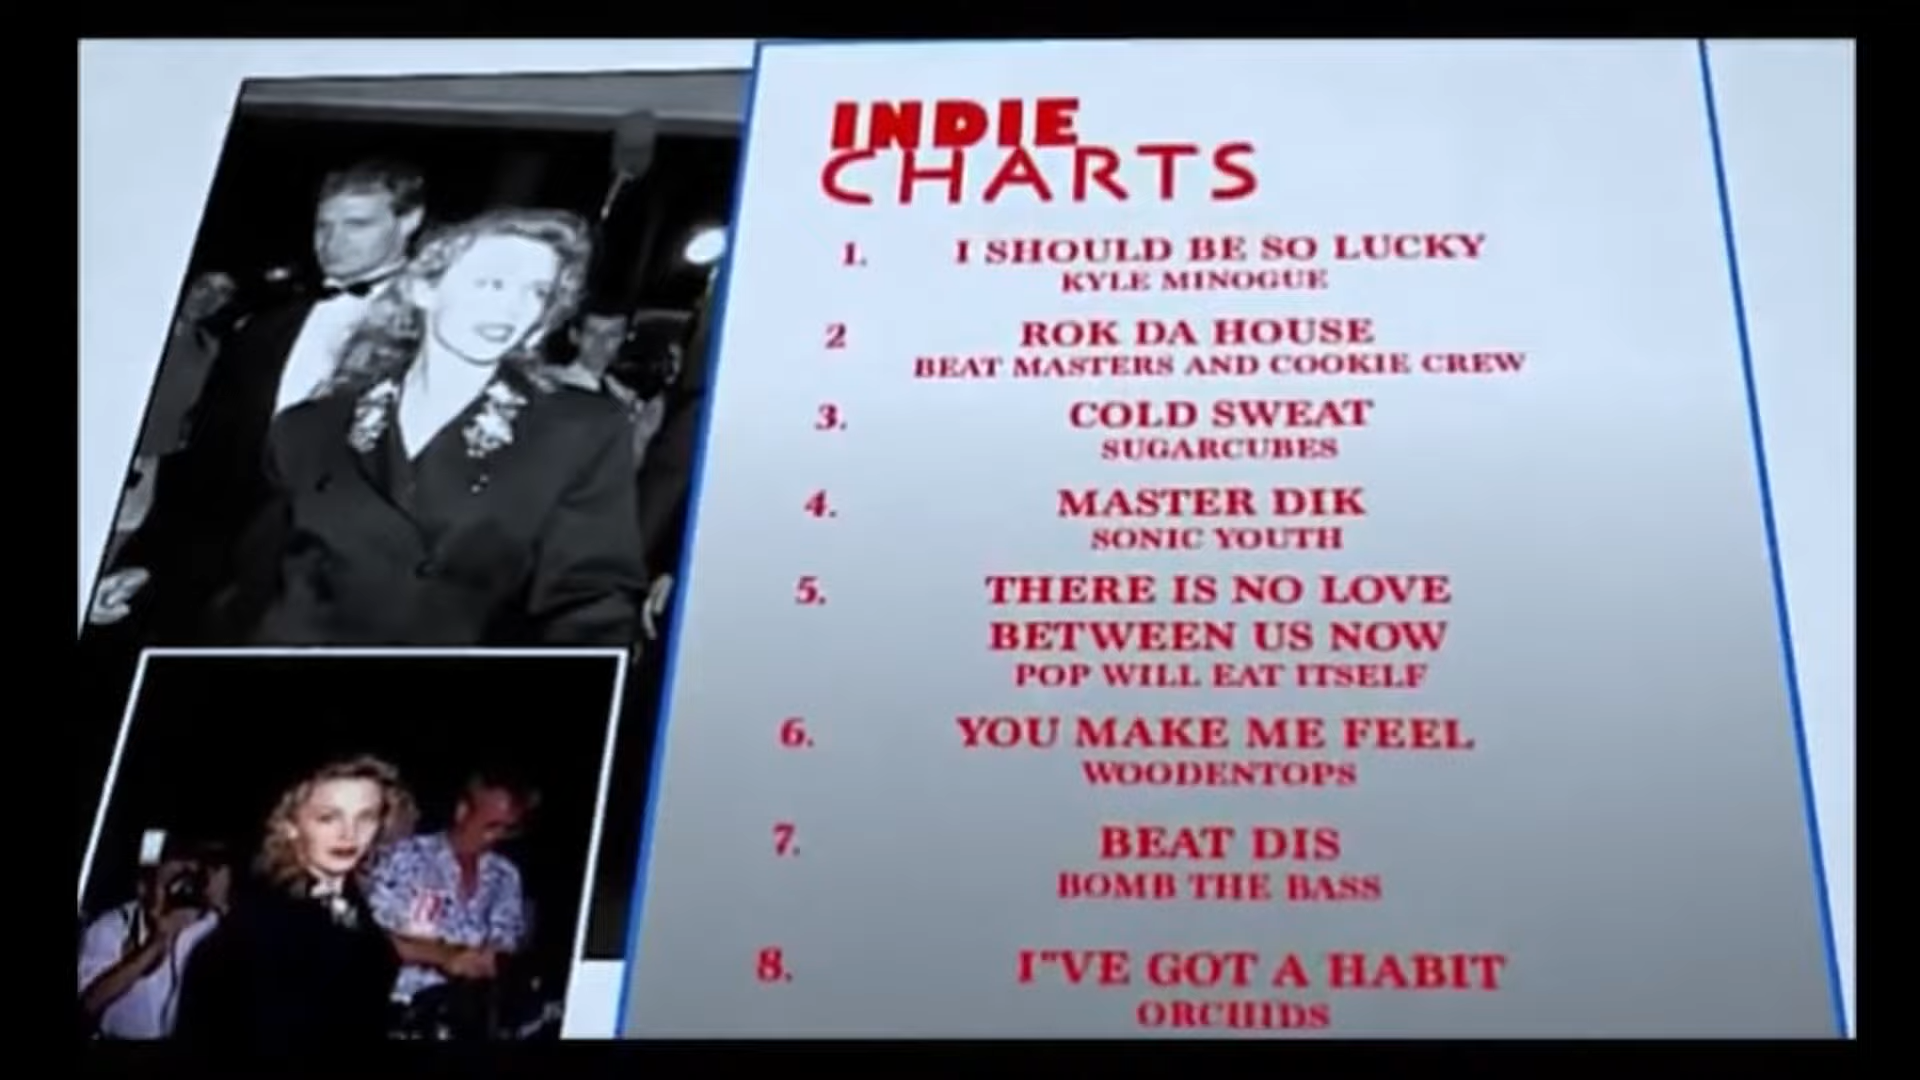 INDIE
CHARTS
1. I SHOULD BE SO LUCKY
KYLE MINOGUE
2 ROK DA HOUSE
BEAT MASTERS AND COOKIE CREW
3. COLD SWEAT
SUGARCUBES
4. MASTER DIK
SONIC YOUTH
5. THERE IS NO LOVE
BETWEEN US NOW
POP WILL EAT ITSELF
6. YOU MAKE ME FEEL
WOODENTOPS
7. BEAT DIS
BOMB THE BASS
8. I"VE GOT A HABIT
ORCHIDS